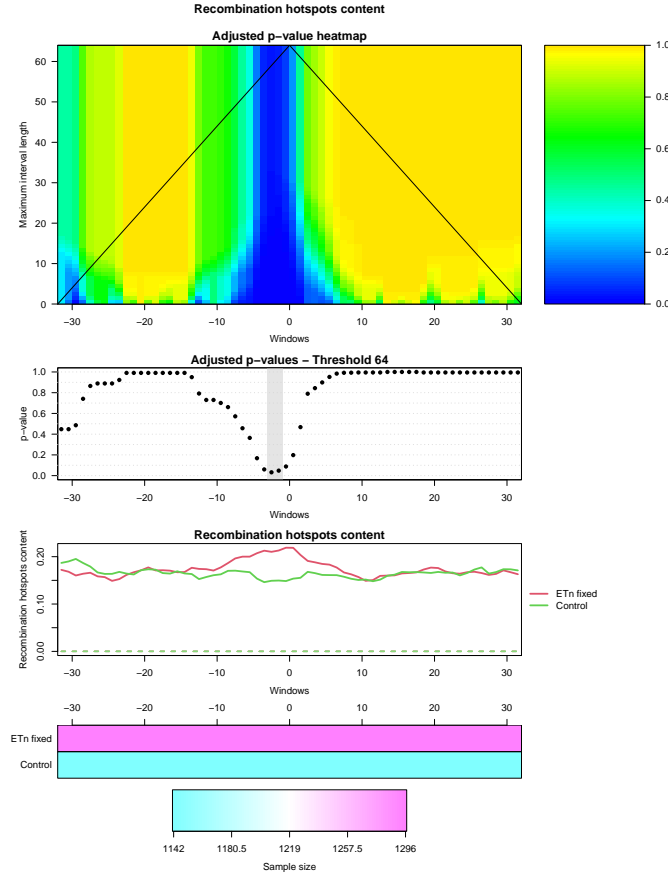 Recombination hotspots content
Adjusted p−value heatmap
Maximum interval length
0 10 20 30 40 50 60
−30 −20 −10 0 10 20 30
Windows
1.0
0.8
0.6
0.4
0.2
0.0
Adjusted p−values − Threshold 64
p−value
0.0 0.2 0.4 0.6 0.8 1.0
−30 −20 −10 0 10 20 30
Windows
Recombination hotspots content
Recombination hotspots content
0.00 0.10 0.20
−30 −20 −10 0 10 20 30
Windows
ETn fixed
Control
−30 −20 −10 0 10 20 30
ETn fixed
Control
1142 1180.5 1219 1257.5 1296
Sample size